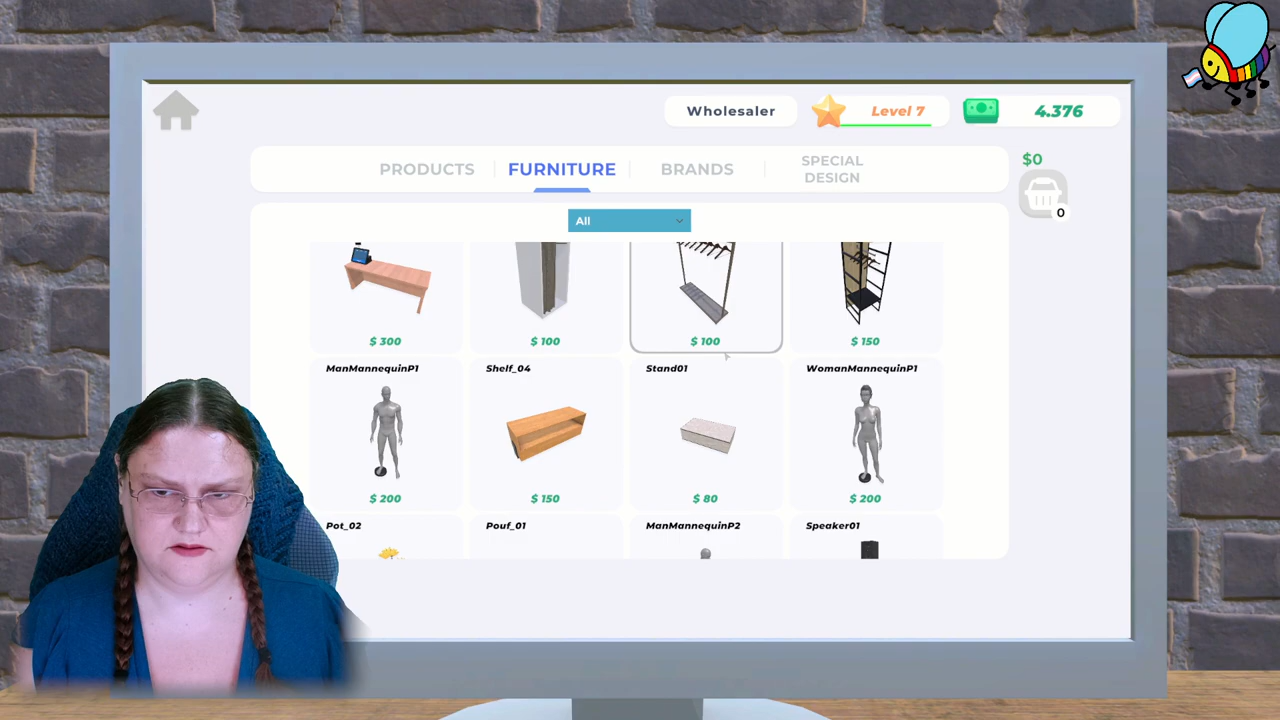 Wholesaler
Level 7
4.376
PRODUCTS
FURNITURE
BRANDS
SPECIAL
DESIGN
$0
0
All
$ 300
$ 100
$ 100
$ 150
ManMannequinP1
Shelf_04
Stand01
WomanMannequinP1
$ 200
$ 150
$ 80
$ 200
Pot_02
Pouf_01
ManMannequinP2
Speaker01